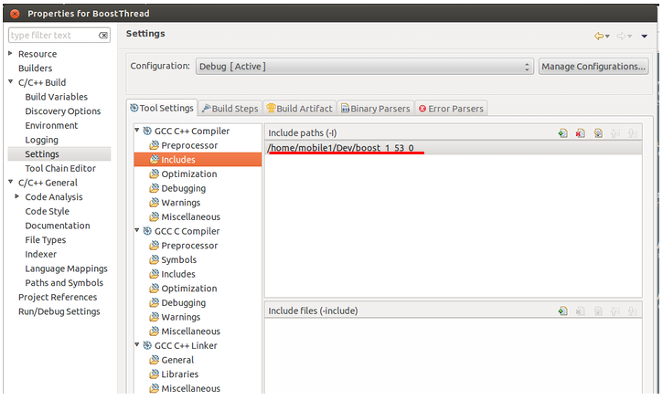 Properties for BoostThread
type filter text
Resource
Builders
C/C++ Build
Build Variables
Discovery Options
Environment
Logging
Settings
Tool Chain Editor
C/C++ General
Code Analysis
Code Style
Documentation
File Types
Indexer
Language Mappings
Paths and Symbols
Project References
Run/Debug Settings
Settings
Configuration: Debug [ Active ] Manage Configurations...
Tool Settings Build Steps Build Artifact Binary Parsers Error Parsers
GCC C++ Compiler
Preprocessor
Includes
Optimization
Debugging
Warnings
Miscellaneous
GCC C Compiler
Preprocessor
Symbols
Includes
Optimization
Debugging
Warnings
Miscellaneous
GCC C++ Linker
General
Libraries
Miscellaneous
Include paths (-I)
/home/mobile1/Dev/boost_1_53_0
Include files (-include)